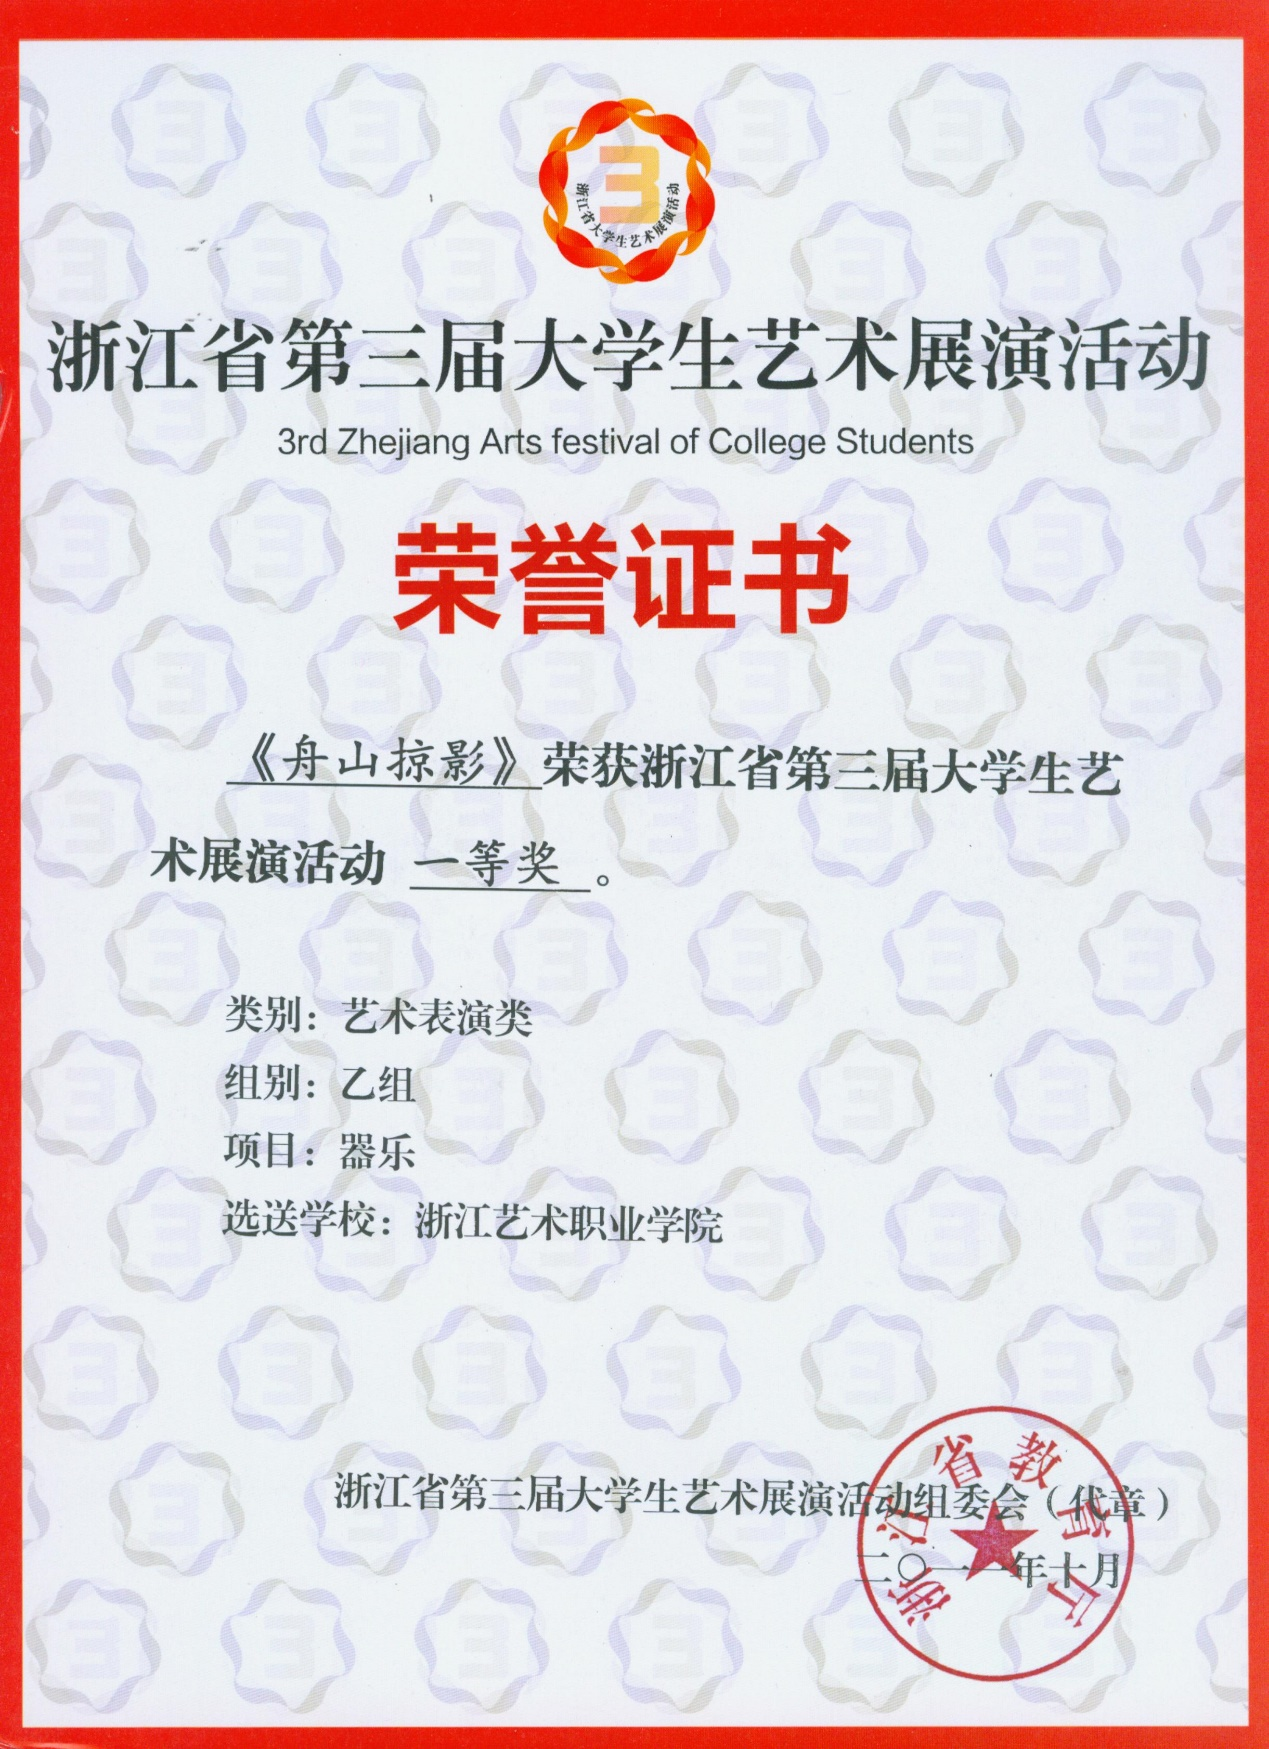 3
浙江省大学生艺术展演活动
浙江省第三届大学生艺术展演活动
3rd Zhejiang Arts festival of College Students
荣誉证书
《舟山掠影》荣获浙江省第三届大学生艺
术展演活动 一等奖 。
类别：艺术表演类
组别：乙组
项目：器乐
选送学校：浙江艺术职业学院
浙江省第三届大学生艺术展演活动组委会（代章）
二〇一一年十月
浙江省教育厅